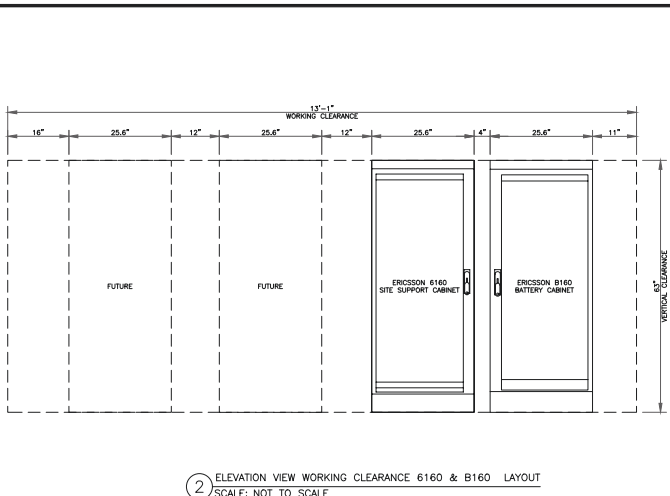 13'-1"
WORKING CLEARANCE
16" 25.6" 12" 25.6" 12" 25.6" 4" 25.6" 11"
FUTURE
FUTURE
ERICSSON 6160
SITE SUPPORT CABINET
ERICSSON B160
BATTERY CABINET
63"
VERTICAL CLEARANCE
2
ELEVATION VIEW WORKING CLEARANCE 6160 & B160 LAYOUT
SCALE: NOT TO SCALE